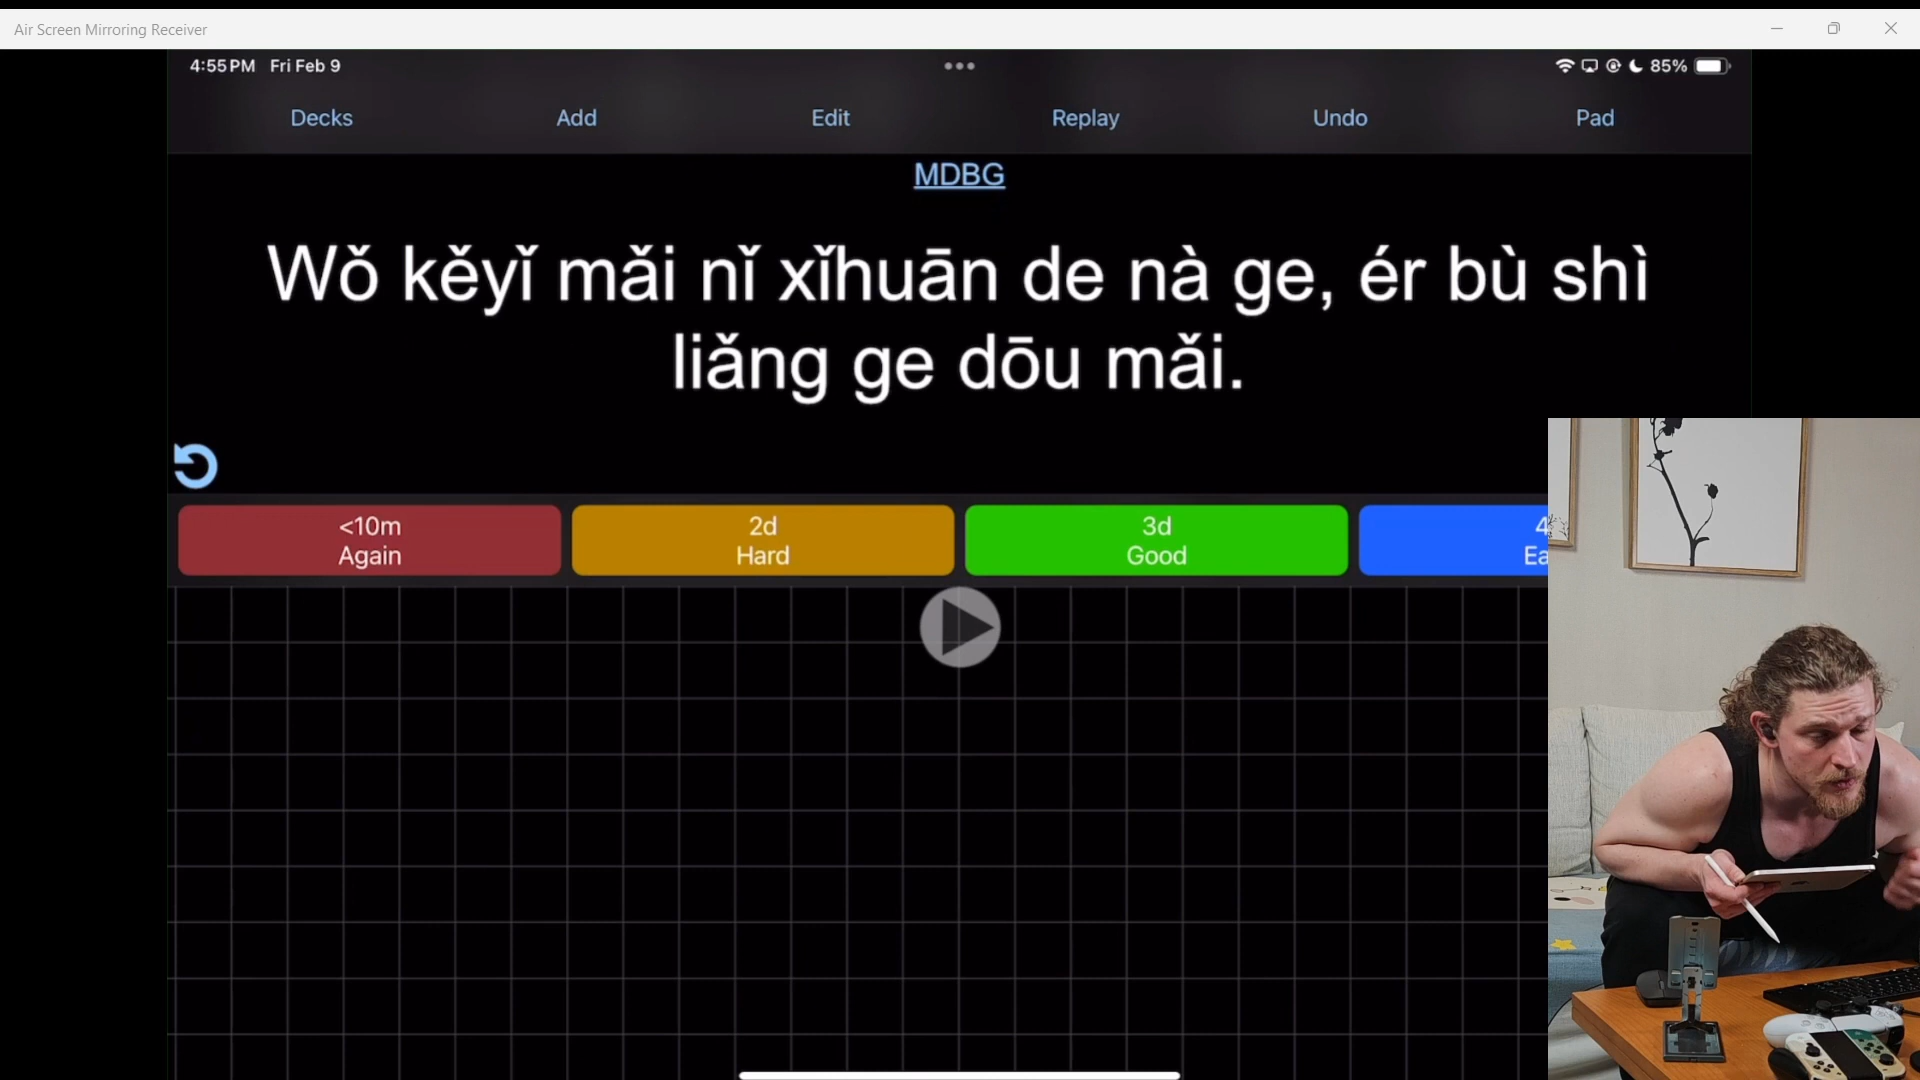 Air Screen Mirroring Receiver
4:55 PM Fri Feb 9
85%
Decks Add Edit Replay Undo Pad
MDBG
Wǒ kěyǐ mǎi nǐ xǐhuān de nà ge, ér bù shì
liǎng ge dōu mǎi.
<10m 2d 3d 4
Again Hard Good Ea